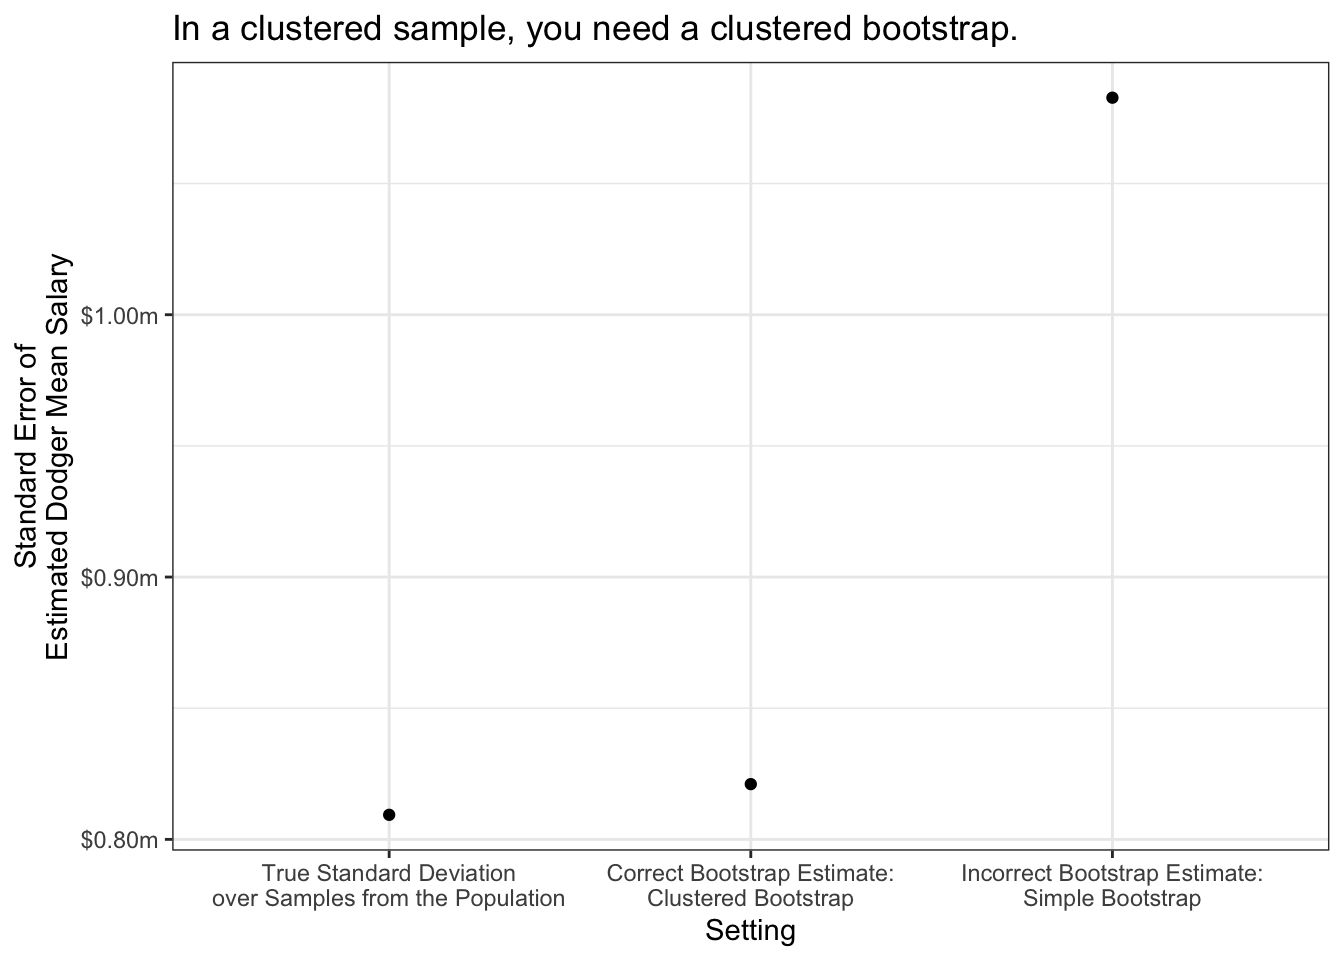 In a clustered sample, you need a clustered bootstrap.
Standard Error of
Estimated Dodger Mean Salary
$1.00m
$0.90m
$0.80m
True Standard Deviation
over Samples from the Population
Correct Bootstrap Estimate:
Clustered Bootstrap
Incorrect Bootstrap Estimate:
Simple Bootstrap
Setting